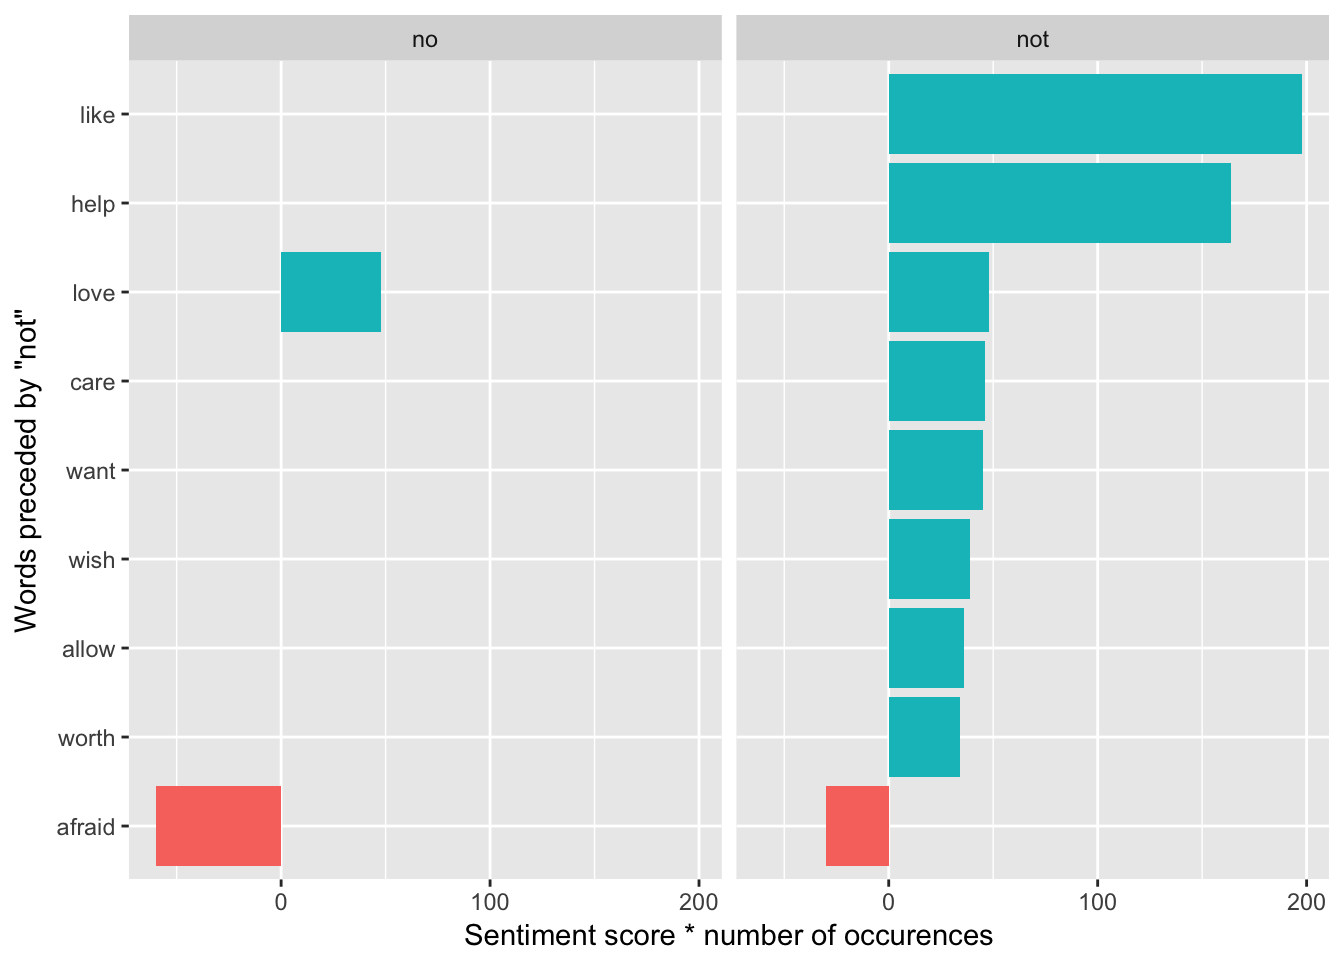 no
not
like
help
love
care
want
wish
allow
worth
afraid
Words preceded by "not"
0 100 200
0 100 200
Sentiment score * number of occurences